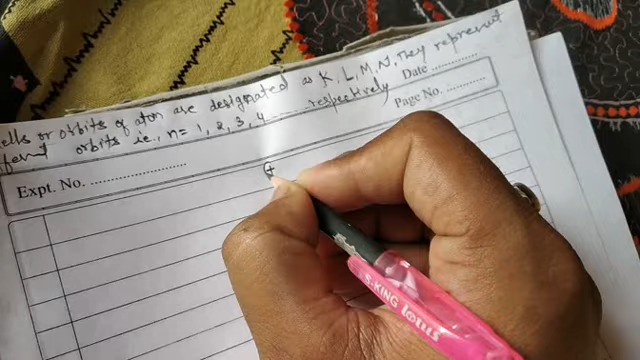 ells or orbits of atom are designated as K, L, M, N, They represent
ferent orbits i.e., n = 1, 2, 3, 4 ---- respectively
Date ..............
Expt. No. ..........................
Page No. ..............
S-KING lotus